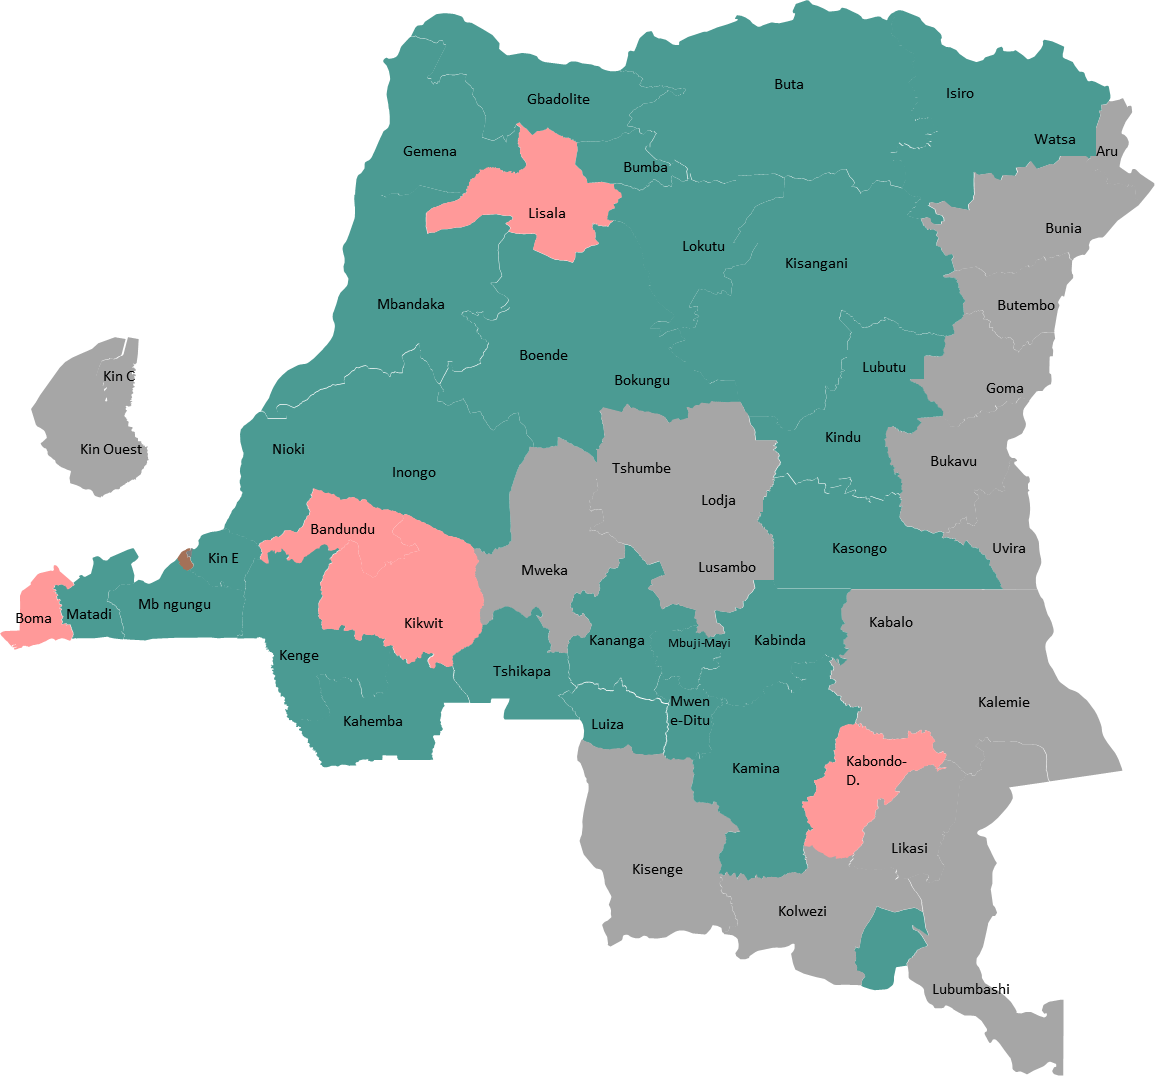 Buta
Isiro
Gbadolite
Watsa
Gemena
Aru
Bumba
Lisala
Bunia
Lokutu
Kisangani
Mbandaka
Butembo
Boende
Lubutu
Kin C
Bokungu
Goma
Kindu
Nioki
Kin Ouest
Bukavu
Inongo
Tshumbe
Lodja
Bandundu
Kasongo
Uvira
Kin E
Mweka
Lusambo
Mb ngungu
Matadi
Boma
Kikwit
Kabalo
Kananga
Mbuji-Mayi
Kabinda
Kenge
Tshikapa
Mwen
e-Ditu
Kalemie
Kahemba
Luiza
Kamina
Kabondo-
D.
Likasi
Kisenge
Kolwezi
Lubumbashi